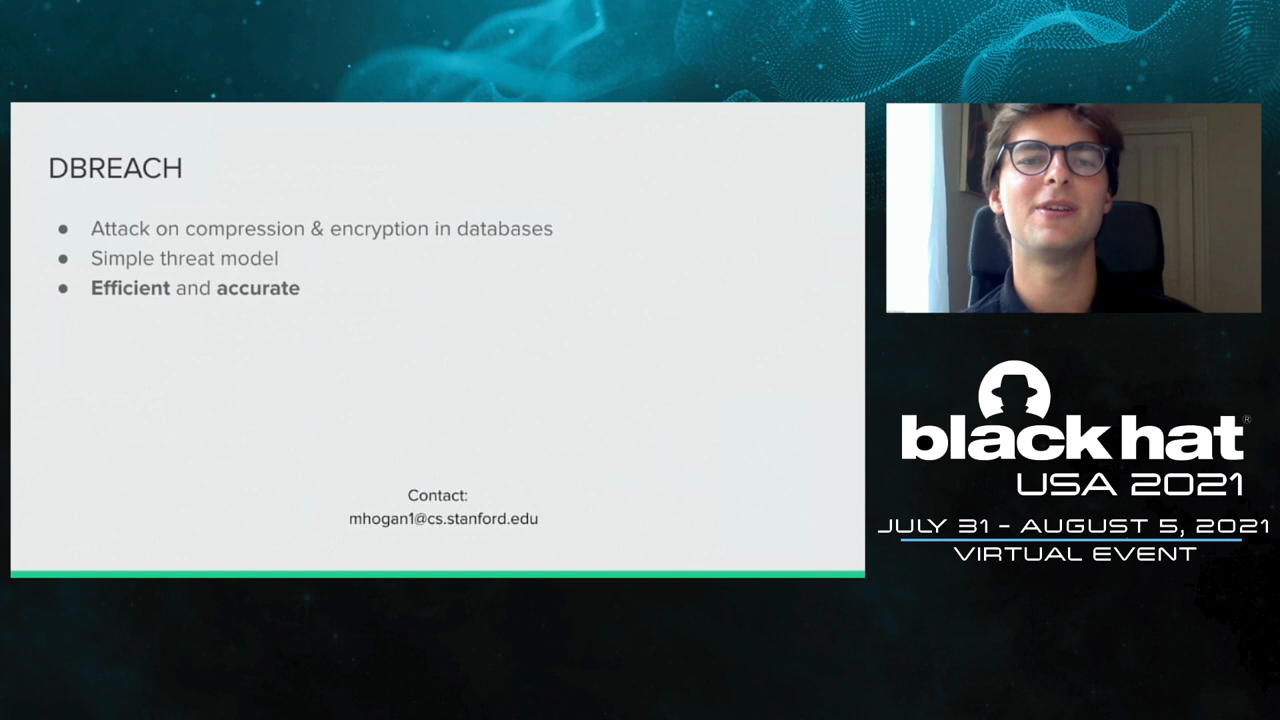 DBREACH
● Attack on compression & encryption in databases
● Simple threat model
● Efficient and accurate
Contact:
mhogan1@cs.stanford.edu
black hat®
USA 2021
JULY 31 - AUGUST 5, 2021
VIRTUAL EVENT